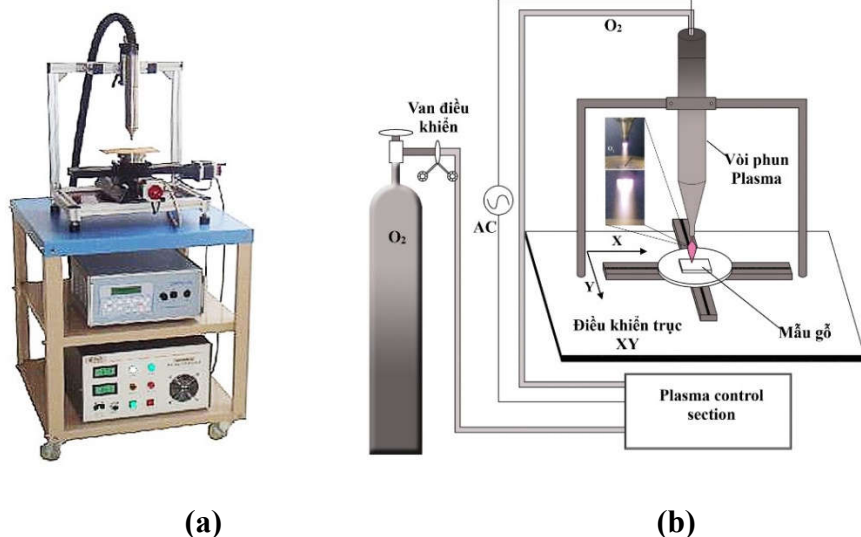 O₂
Van điều
khiển
Vòi phun
Plasma
AC
O₂
X
Y
Mẫu gỗ
Điều khiển trục
XY
Plasma control
section
(a)
(b)